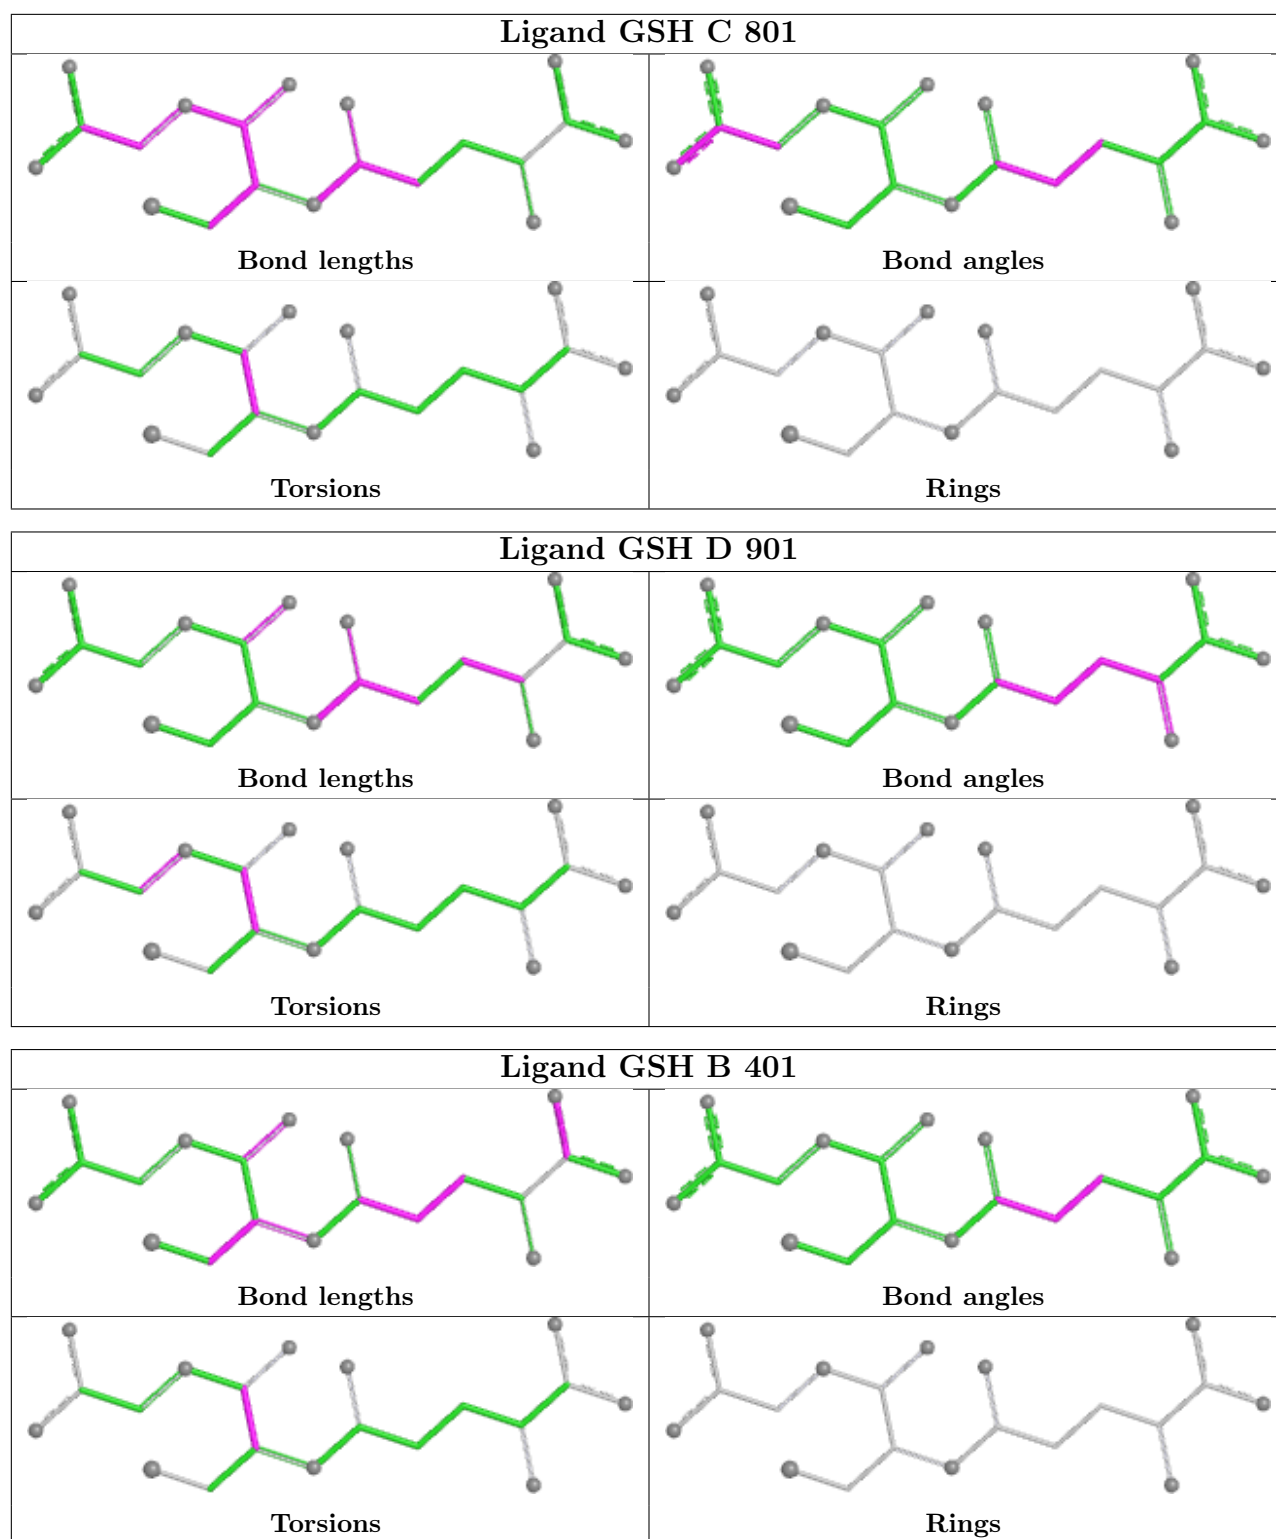 Ligand GSH C 801
Bond lengths
Bond angles
Torsions
Rings
Ligand GSH D 901
Bond lengths
Bond angles
Torsions
Rings
Ligand GSH B 401
Bond lengths
Bond angles
Torsions
Rings